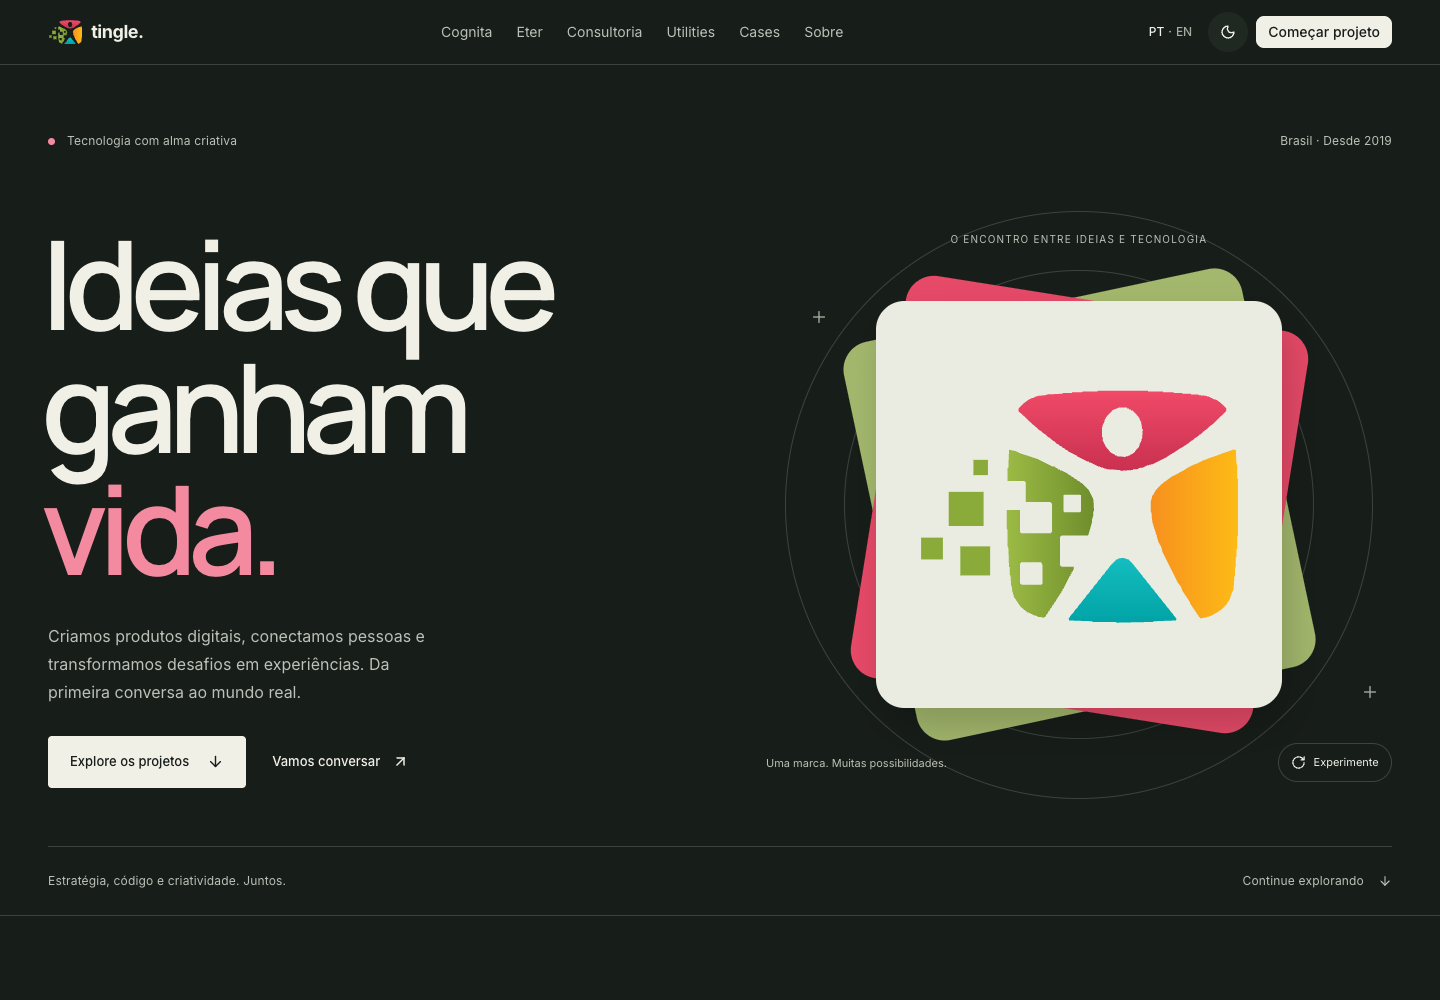 tingle.
Cognita
Eter
Consultoria
Utilities
Cases
Sobre
PT · EN
Começar projeto
Tecnologia com alma criativa
Brasil · Desde 2019
Ideias que
ganham
vida.
O ENCONTRO ENTRE IDEIAS E TECNOLOGIA
Criamos produtos digitais, conectamos pessoas e
transformamos desafios em experiências. Da
primeira conversa ao mundo real.
Explore os projetos
Vamos conversar
Uma marca. Muitas possibilidades.
Experimente
Estratégia, código e criatividade. Juntos.
Continue explorando